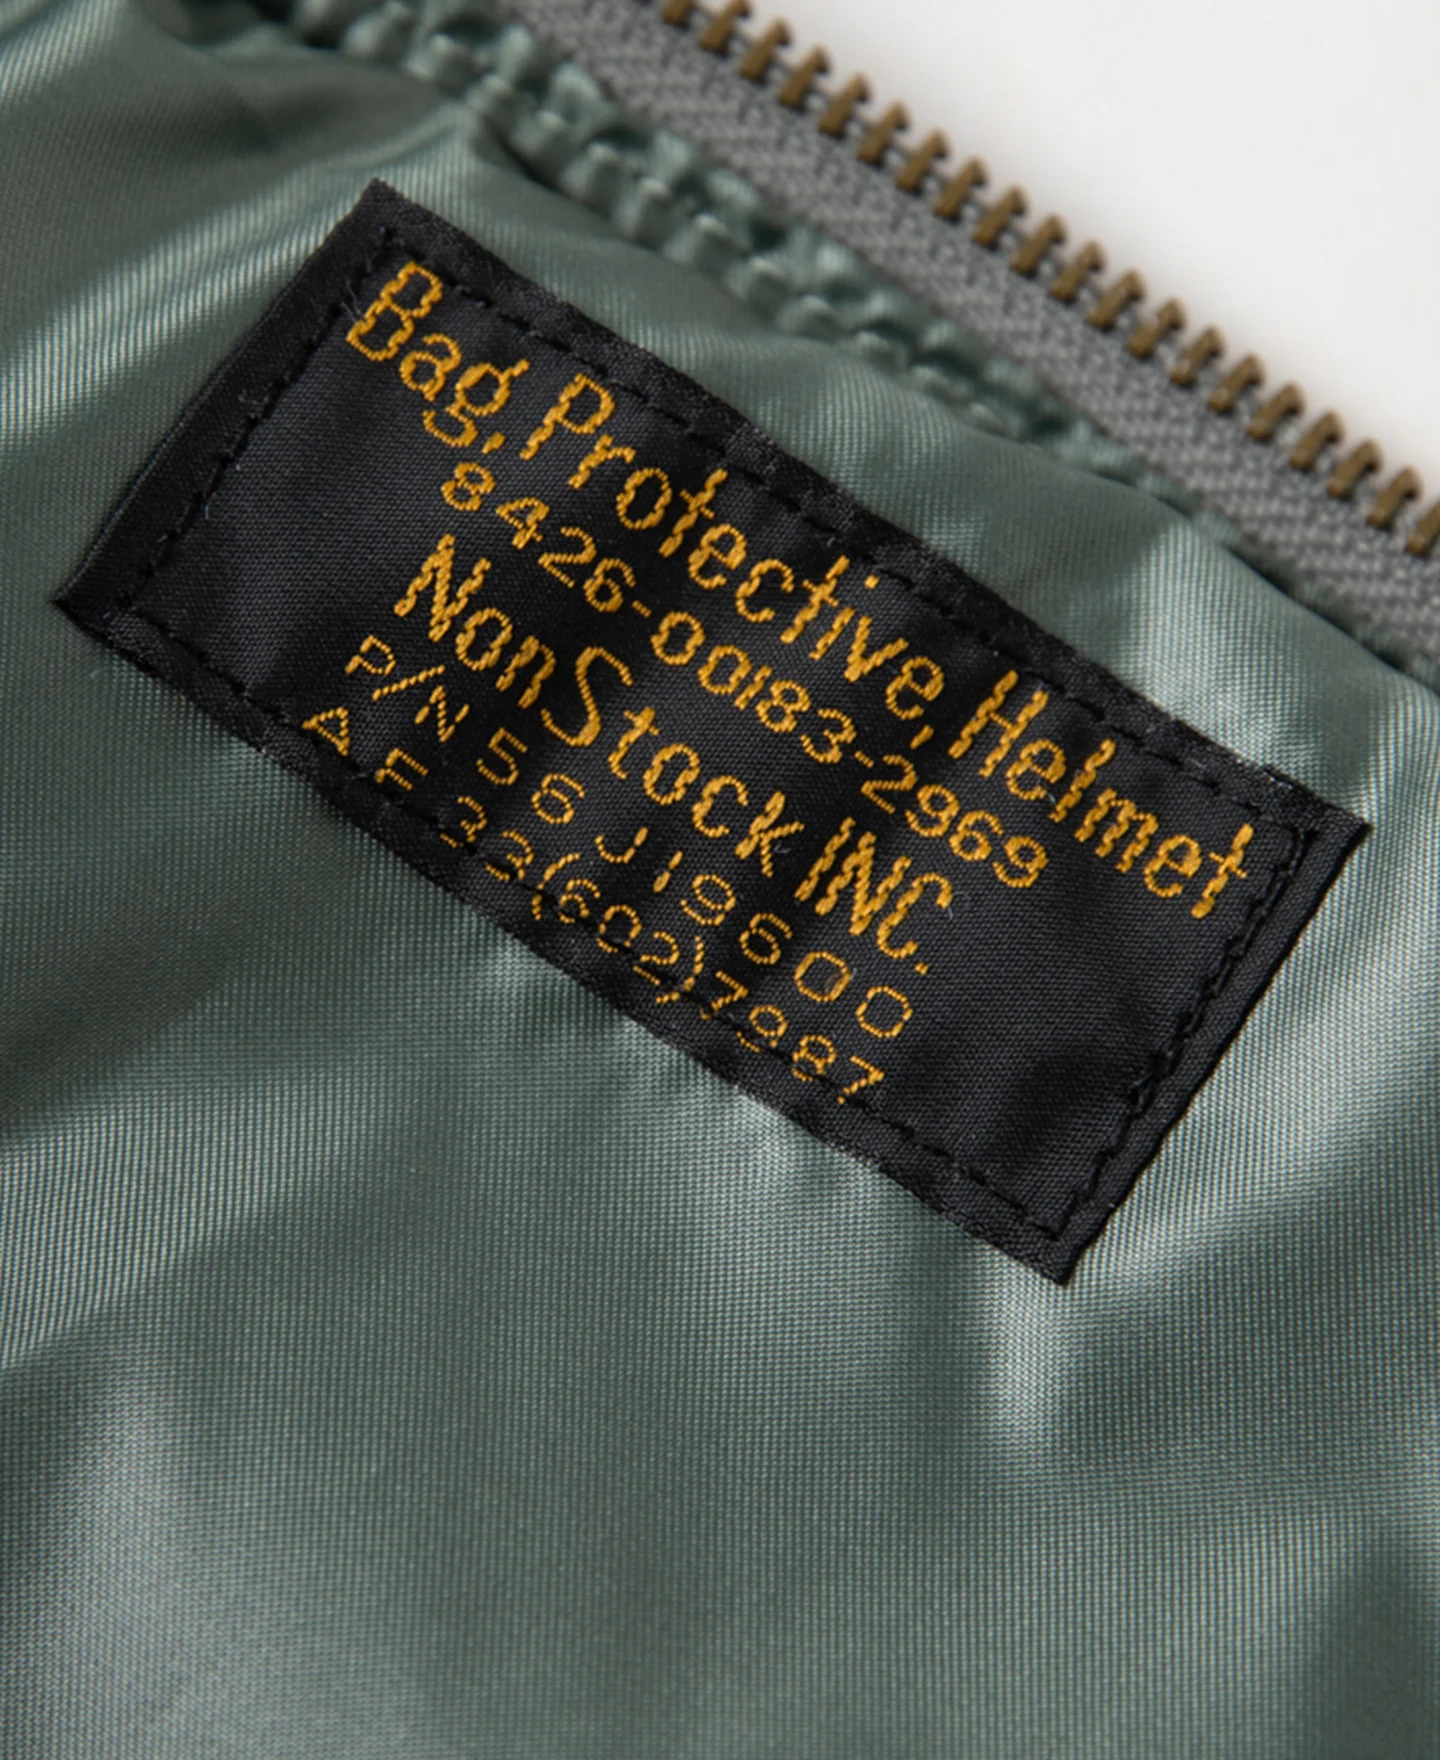 Bag, Protective, Helmet
8426-00183-2969
NonStock INC.
P/N 56J19600
AF 33(602)7987